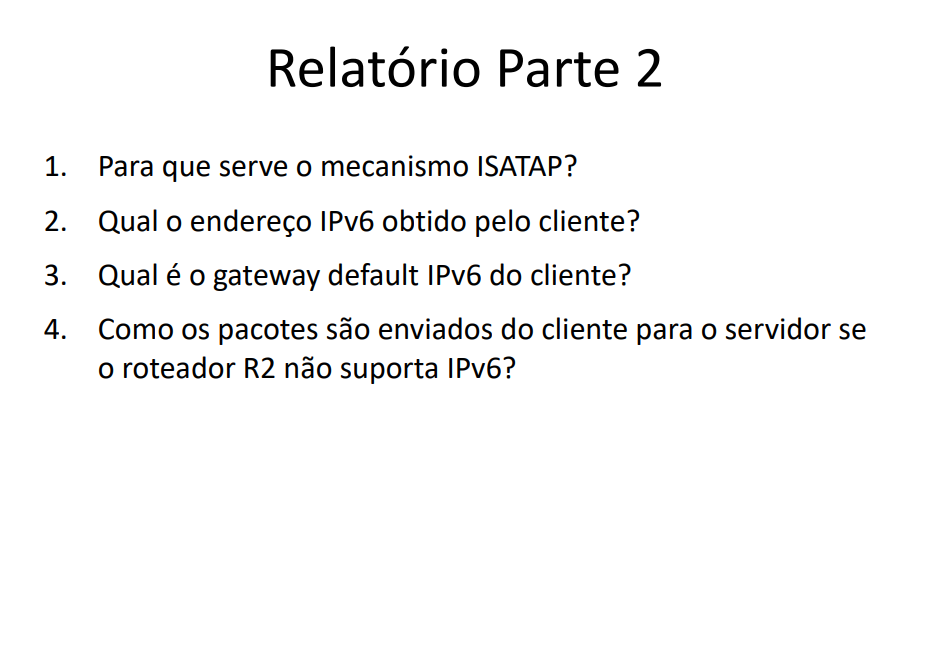 Relatório Parte 2
1. Para que serve o mecanismo ISATAP?
2. Qual o endereço IPv6 obtido pelo cliente?
3. Qual é o gateway default IPv6 do cliente?
4. Como os pacotes são enviados do cliente para o servidor se
o roteador R2 não suporta IPv6?